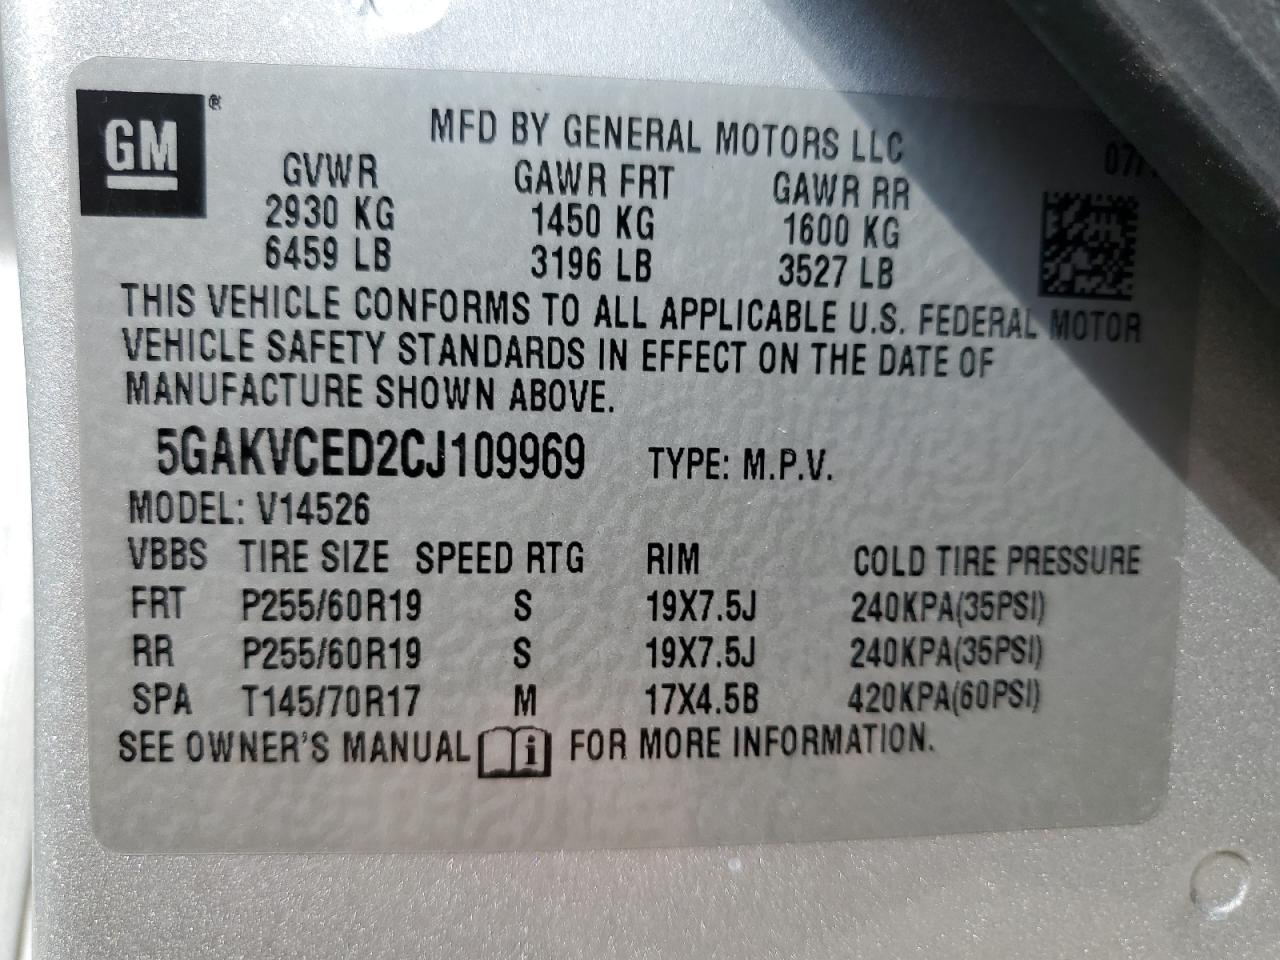 GM ®
MFD BY GENERAL MOTORS LLC
GVWR GAWR FRT GAWR RR
2930 KG 1450 KG 1600 KG
6459 LB 3196 LB 3527 LB
THIS VEHICLE CONFORMS TO ALL APPLICABLE U.S. FEDERAL MOTOR
VEHICLE SAFETY STANDARDS IN EFFECT ON THE DATE OF
MANUFACTURE SHOWN ABOVE.
5GAKVCED2CJ109969 TYPE: M.P.V.
MODEL: V14526
VBBS TIRE SIZE SPEED RTG RIM COLD TIRE PRESSURE
FRT P255/60R19 S 19X7.5J 240KPA(35PSI)
RR P255/60R19 S 19X7.5J 240KPA(35PSI)
SPA T145/70R17 M 17X4.5B 420KPA(60PSI)
SEE OWNER'S MANUAL i FOR MORE INFORMATION.